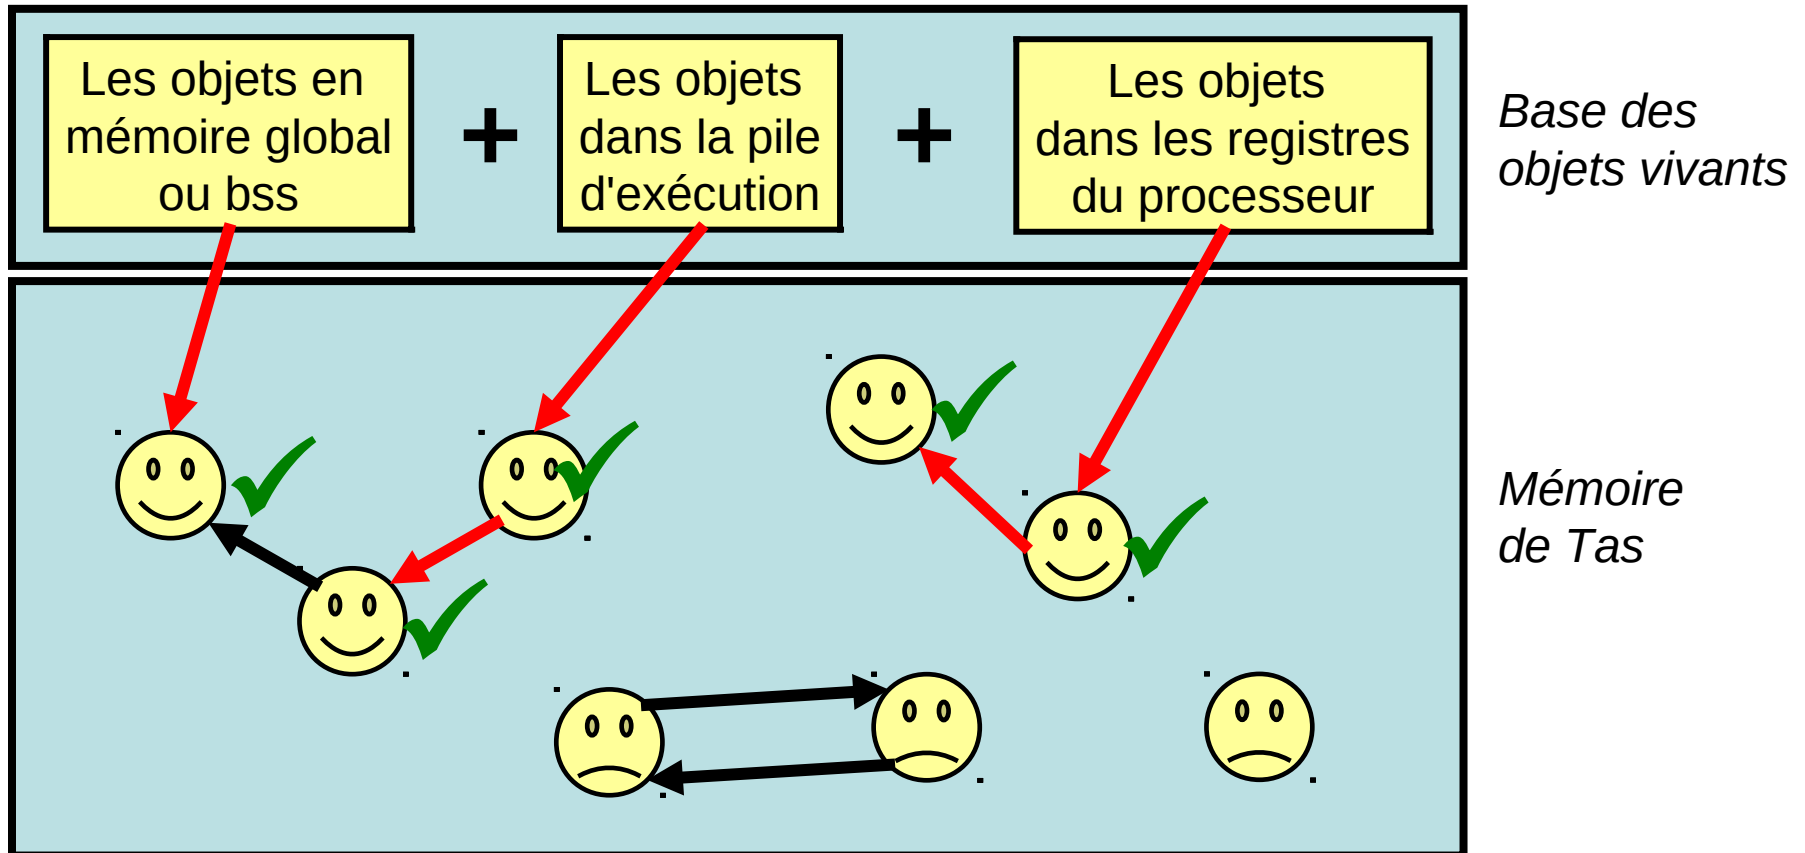 Les objets en
mémoire global
ou bss
+
Les objets
dans la pile
d'exécution
+
Les objets
dans les registres
du processeur
Base des
objets vivants
Mémoire
de Tas